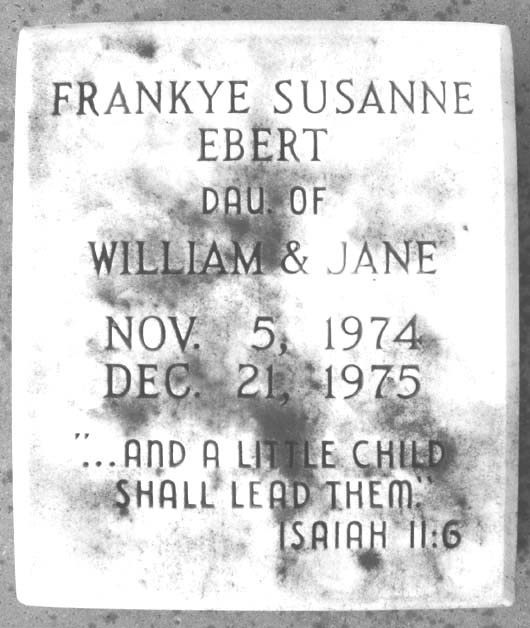 FRANKYE SUSANNE
EBERT
DAU. OF
WILLIAM & JANE
NOV. 5, 1974
DEC. 21, 1975
"...AND A LITTLE CHILD
SHALL LEAD THEM."
ISAIAH 11:6